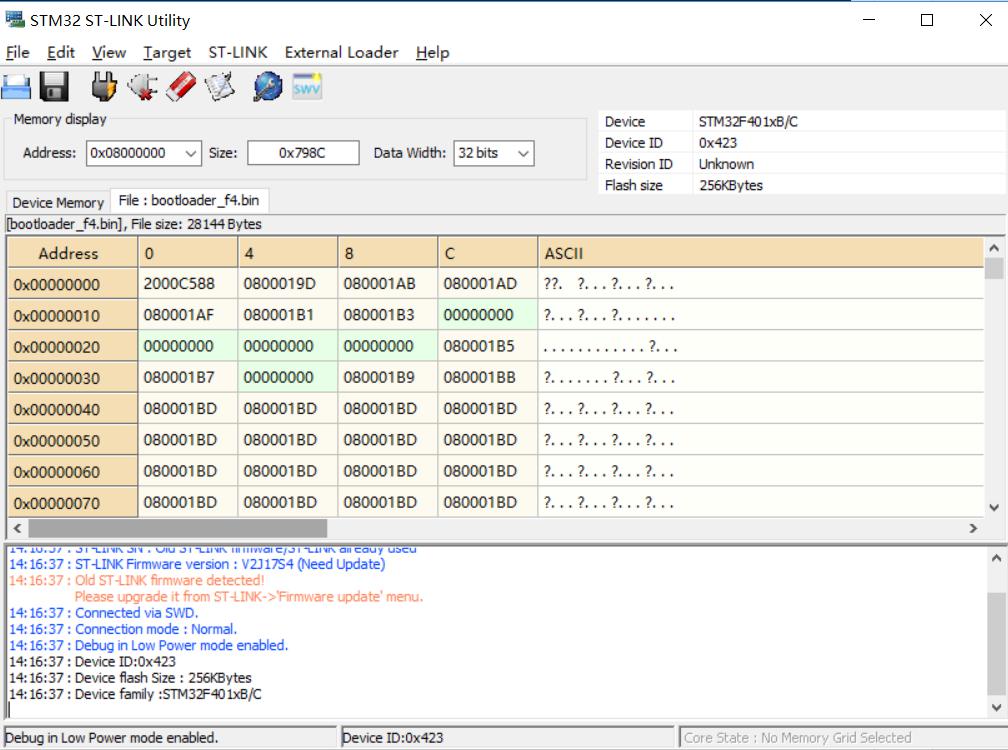 STM32 ST-LINK Utility
File Edit View Target ST-LINK External Loader Help
SWV
Memory display
Address: 0x08000000 Size: 0x798C Data Width: 32 bits
Device STM32F401xB/C
Device ID 0x423
Revision ID Unknown
Flash size 256KBytes
Device Memory File : bootloader_f4.bin
[bootloader_f4.bin], File size: 28144 Bytes
Address 0 4 8 C ASCII
0x00000000 2000C588 0800019D 080001AB 080001AD ??. ?...?...?...
0x00000010 080001AF 080001B1 080001B3 00000000 ?...?...?.......
0x00000020 00000000 00000000 00000000 080001B5 ............?...
0x00000030 080001B7 00000000 080001B9 080001BB ?.......?...?...
0x00000040 080001BD 080001BD 080001BD 080001BD ?...?...?...?...
0x00000050 080001BD 080001BD 080001BD 080001BD ?...?...?...?...
0x00000060 080001BD 080001BD 080001BD 080001BD ?...?...?...?...
0x00000070 080001BD 080001BD 080001BD 080001BD ?...?...?...?...
14:16:37 : ST-LINK SN : Old ST-LINK firmware/ST-LINK already used
14:16:37 : ST-LINK Firmware version : V2J17S4 (Need Update)
14:16:37 : Old ST-LINK firmware detected!
Please upgrade it from ST-LINK->'Firmware update' menu.
14:16:37 : Connected via SWD.
14:16:37 : Connection mode : Normal.
14:16:37 : Debug in Low Power mode enabled.
14:16:37 : Device ID:0x423
14:16:37 : Device flash Size : 256KBytes
14:16:37 : Device family :STM32F401xB/C
Debug in Low Power mode enabled. Device ID:0x423 Core State : No Memory Grid Selected